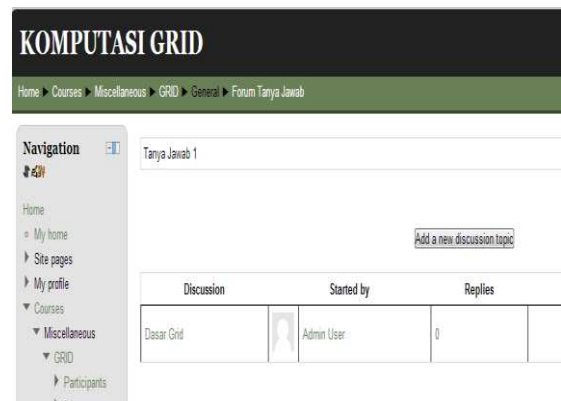 KOMPUTASI GRID
Home ► Courses ► Miscellaneous ► GRID ► General ► Forum Tanya Jawab
Navigation
Tanya Jawab 1
Home
My home
Site pages
My profile
Courses
Miscellaneous
GRID
Participants
Add a new discussion topic
Discussion Started by Replies
Dasar Grid Admin User 0